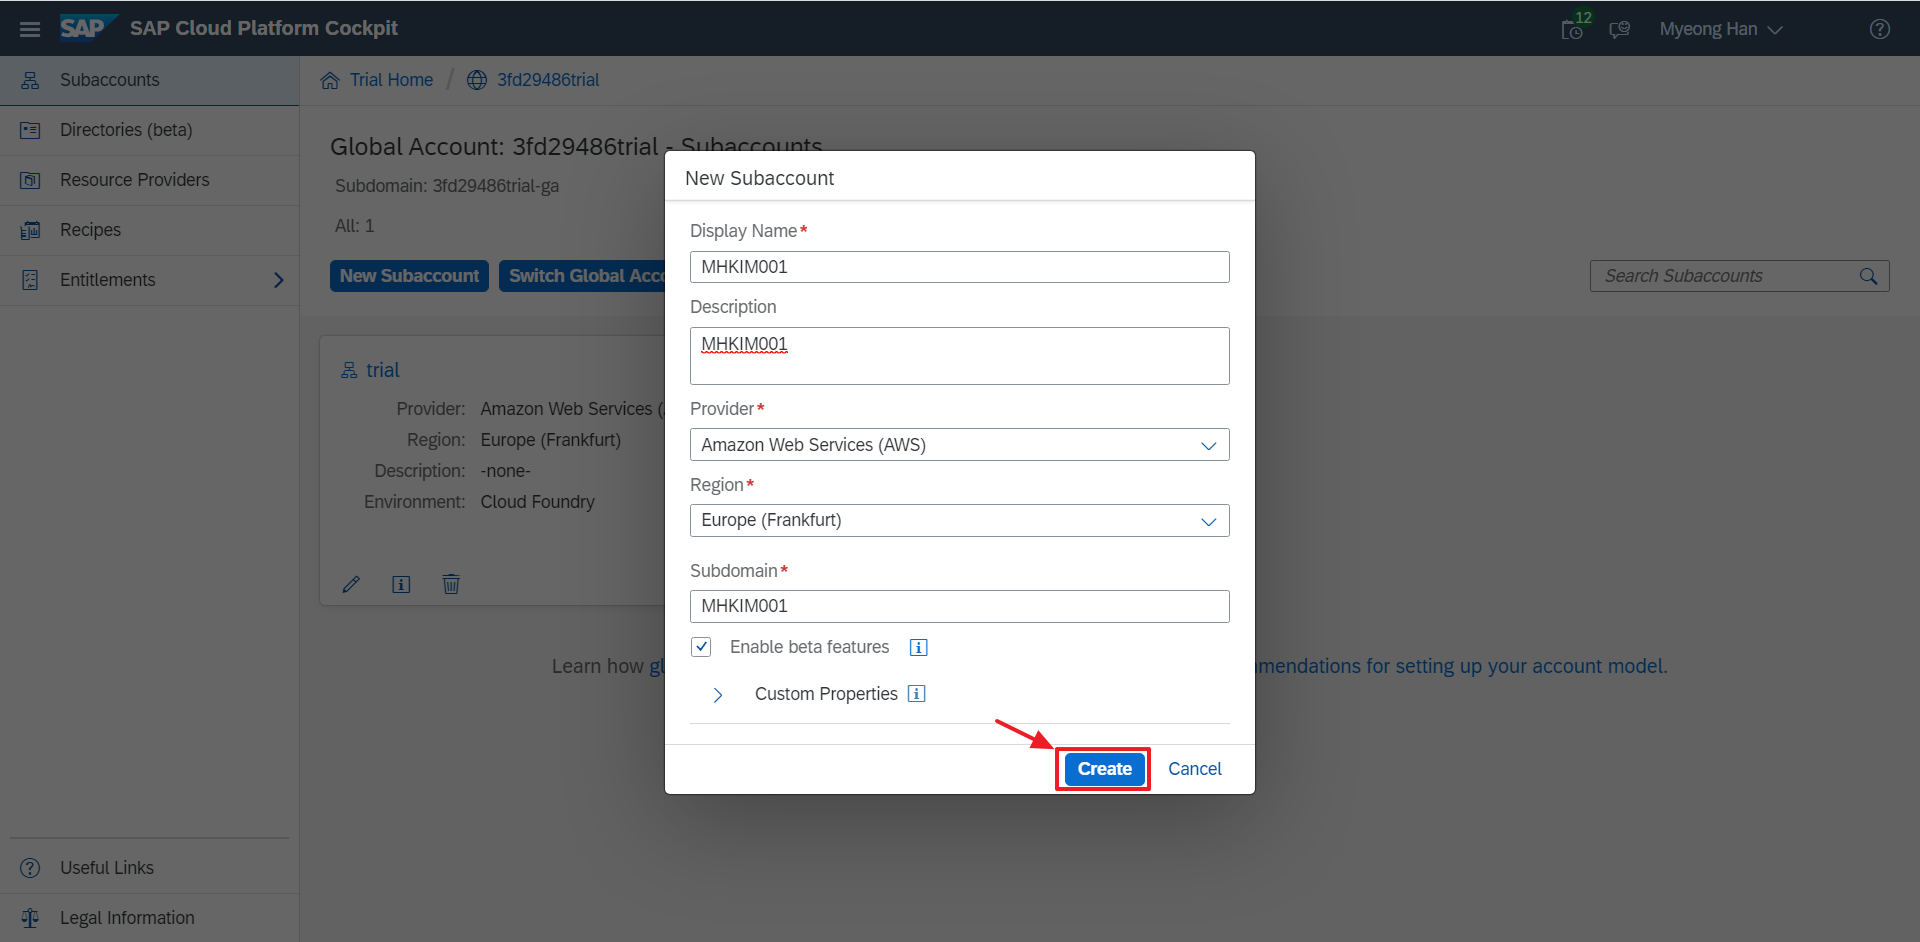 SAP SAP Cloud Platform Cockpit
12
Myeong Han
Subaccounts
Directories (beta)
Resource Providers
Recipes
Entitlements
Useful Links
Legal Information
Trial Home / 3fd29486trial
Global Account: 3fd29486trial - Subaccounts
Subdomain: 3fd29486trial-ga
All: 1
New Subaccount
Switch Global Acc
Search Subaccounts
trial
Provider: Amazon Web Services (
Region: Europe (Frankfurt)
Description: -none-
Environment: Cloud Foundry
Learn how gl
mmendations for setting up your account model.
New Subaccount
Display Name*
MHKIM001
Description
MHKIM001
Provider*
Amazon Web Services (AWS)
Region*
Europe (Frankfurt)
Subdomain*
MHKIM001
Enable beta features
Custom Properties
Create
Cancel